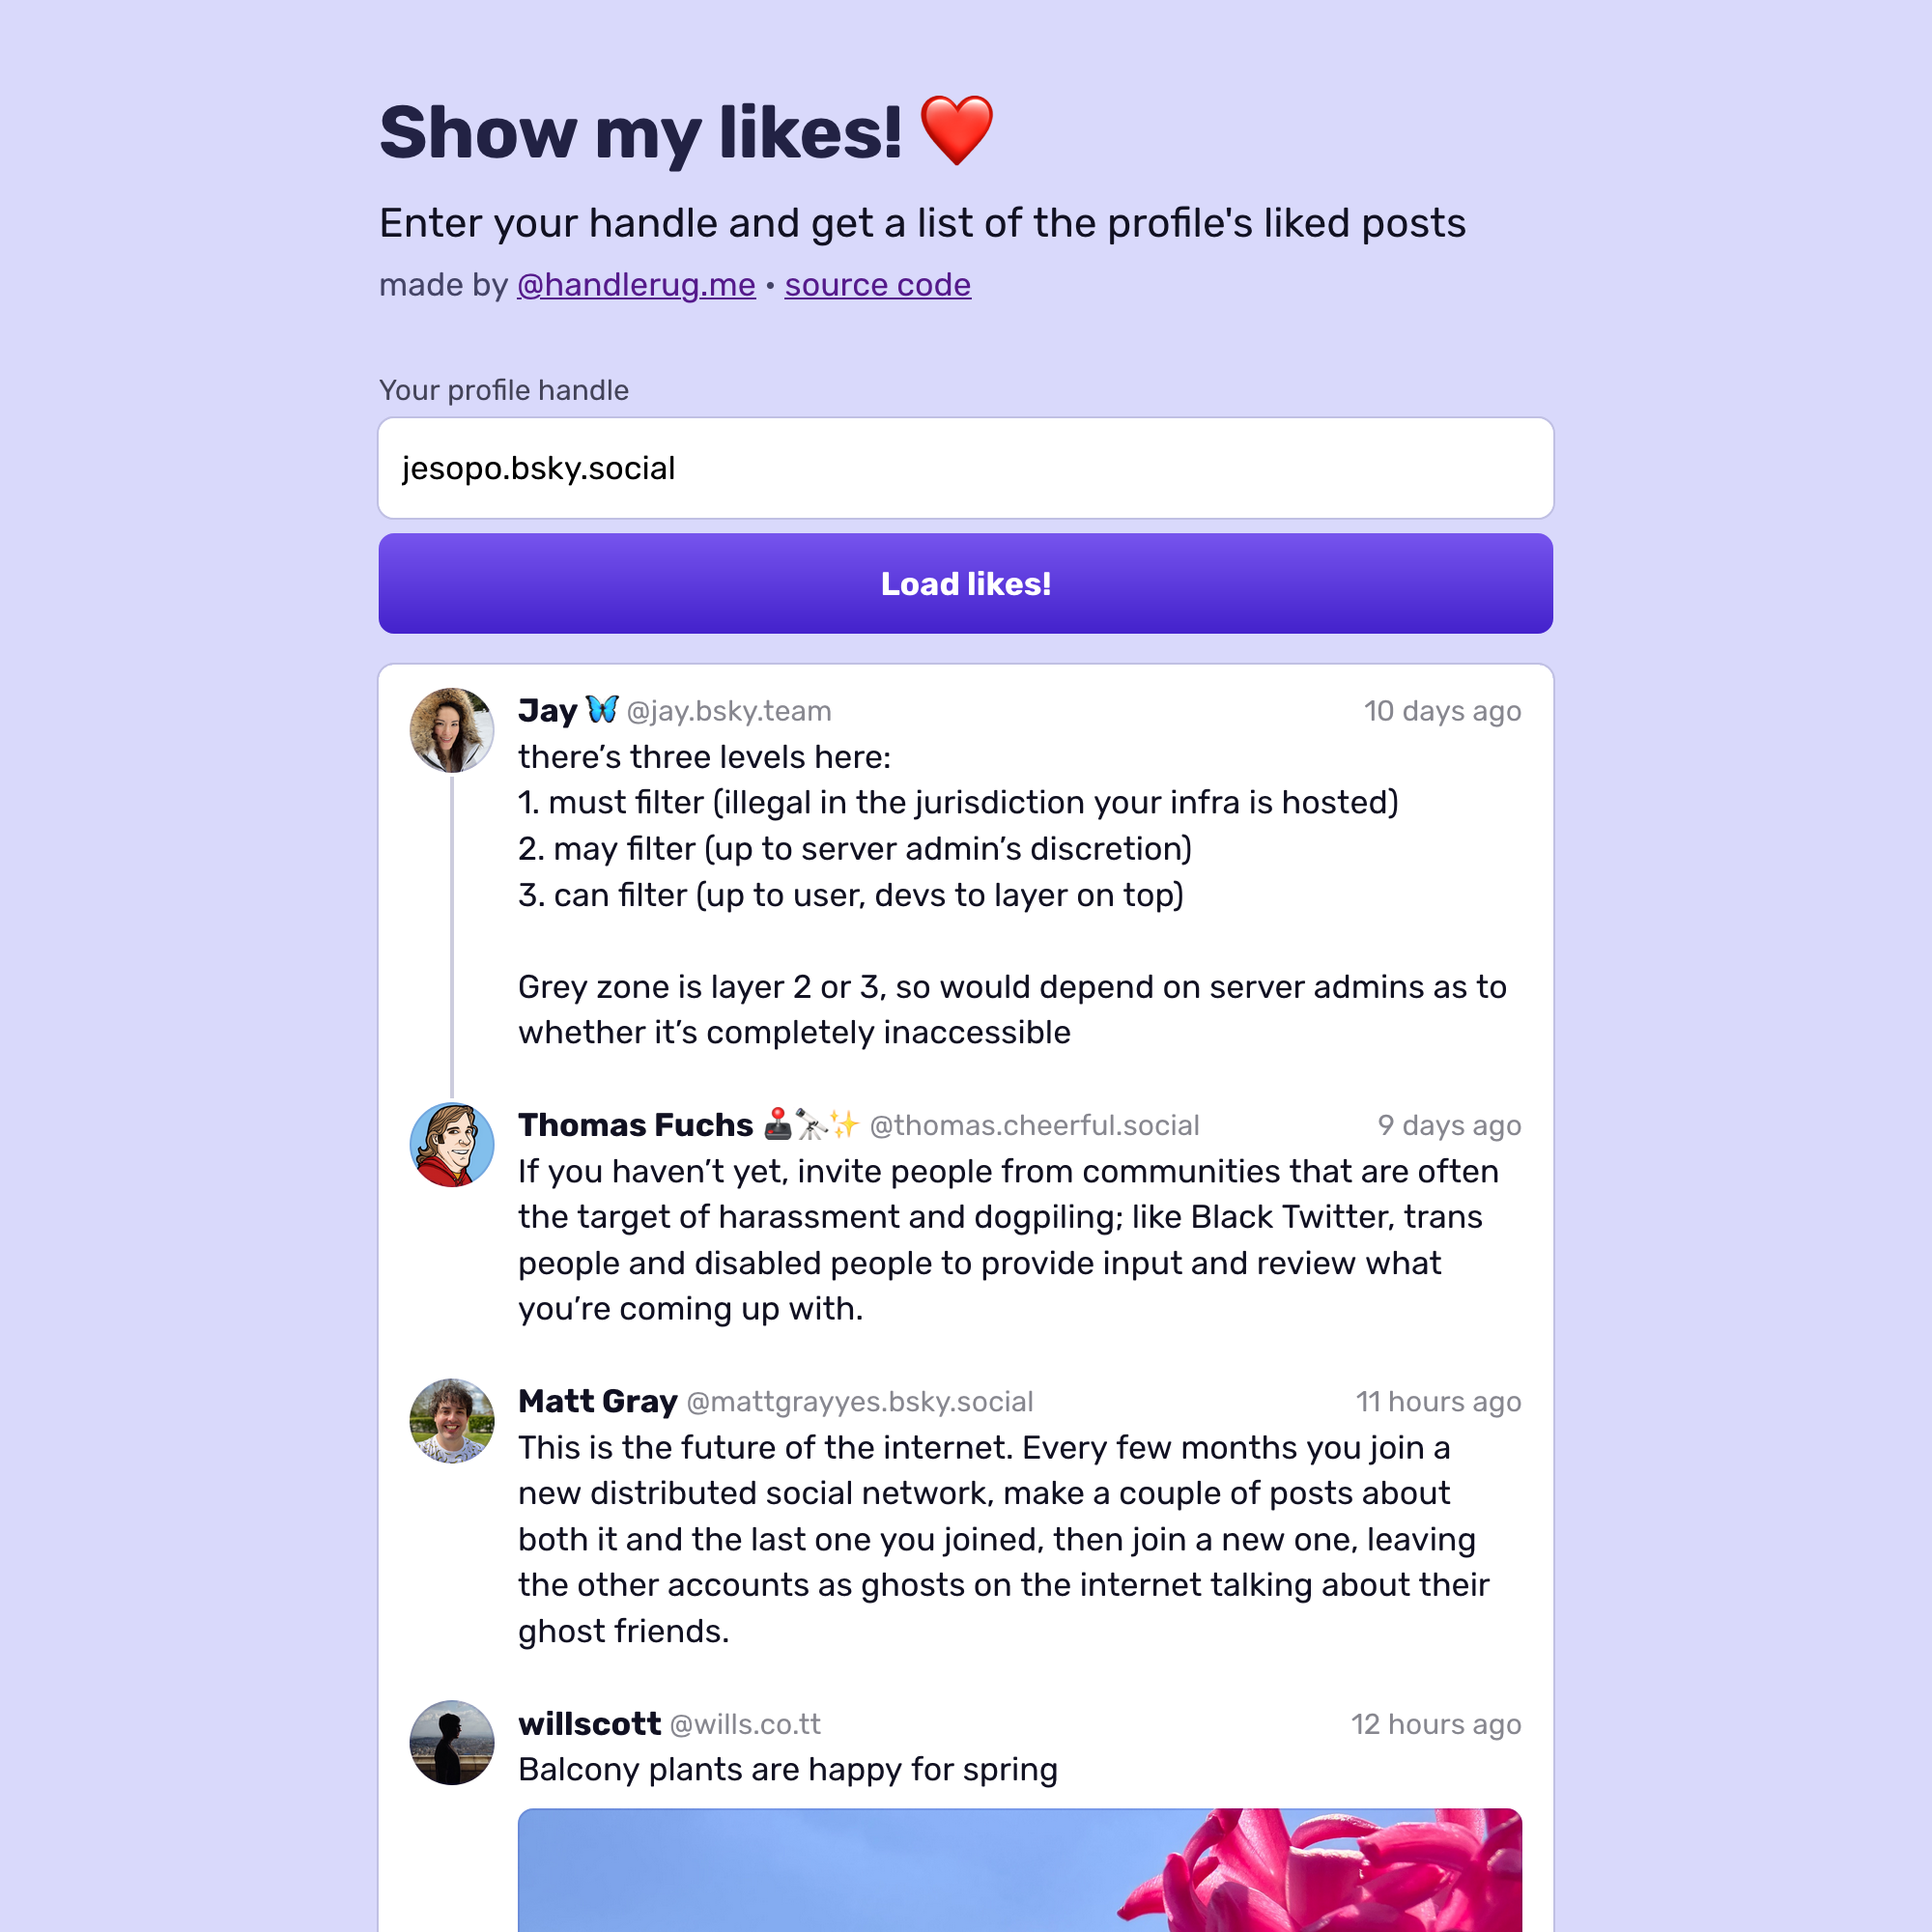 Show my likes! ❤️
Enter your handle and get a list of the profile's liked posts
made by @handlerug.me • source code
Your profile handle
jesopo.bsky.social
Load likes!
Jay 🦋 @jay.bsky.team 10 days ago
there’s three levels here:
1. must filter (illegal in the jurisdiction your infra is hosted)
2. may filter (up to server admin’s discretion)
3. can filter (up to user, devs to layer on top)
Grey zone is layer 2 or 3, so would depend on server admins as to
whether it’s completely inaccessible
Thomas Fuchs 🕹️🔭✨ @thomas.cheerful.social 9 days ago
If you haven’t yet, invite people from communities that are often
the target of harassment and dogpiling; like Black Twitter, trans
people and disabled people to provide input and review what
you’re coming up with.
Matt Gray @mattgrayyes.bsky.social 11 hours ago
This is the future of the internet. Every few months you join a
new distributed social network, make a couple of posts about
both it and the last one you joined, then join a new one, leaving
the other accounts as ghosts on the internet talking about their
ghost friends.
willscott @wills.co.tt 12 hours ago
Balcony plants are happy for spring